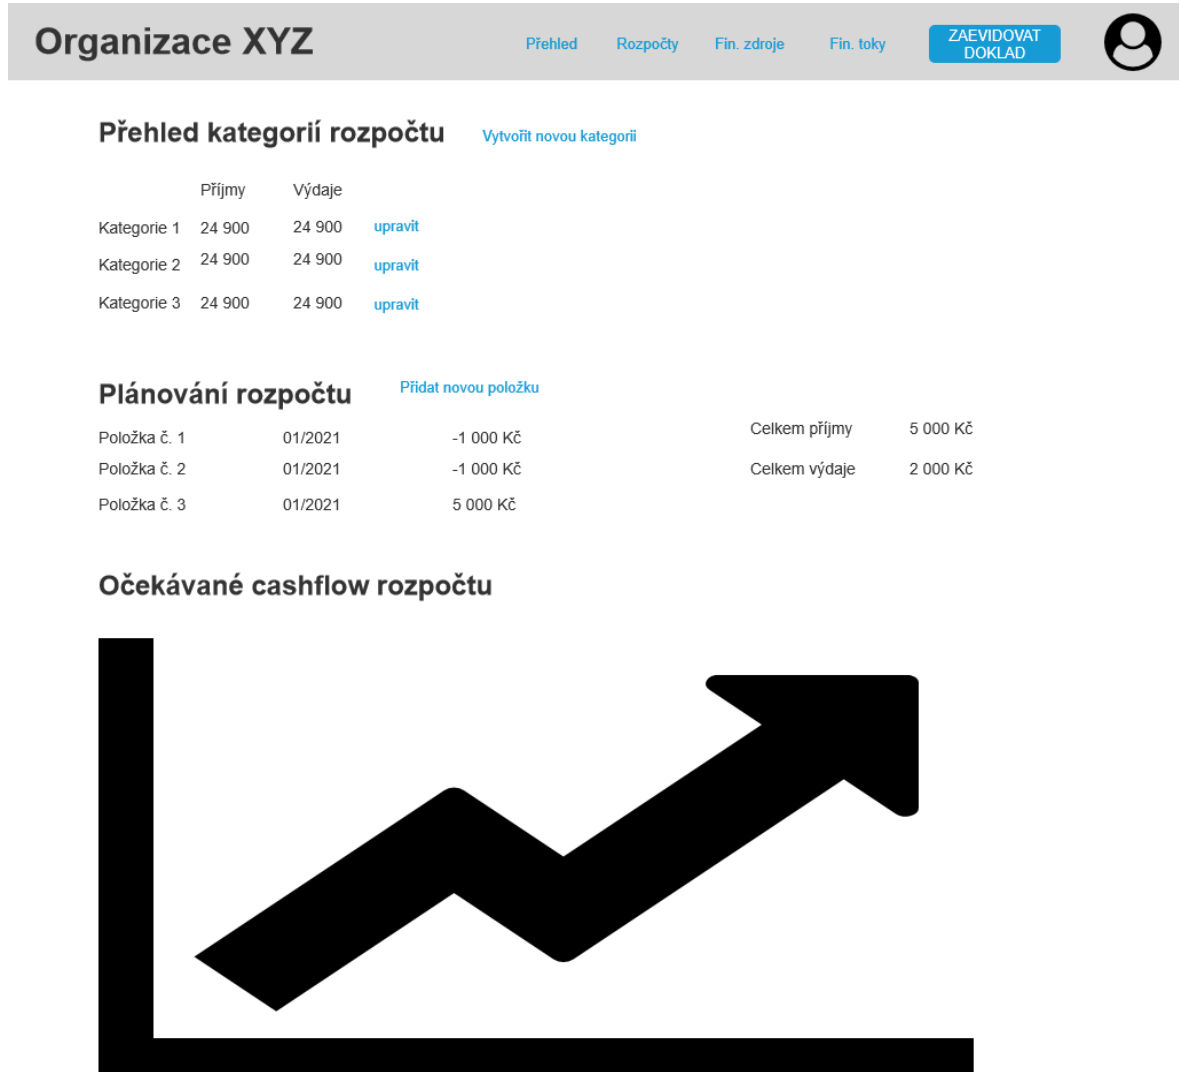 Organizace XYZ
Přehled Rozpočty Fin. zdroje Fin. toky
ZAEVIDOVAT
DOKLAD
Přehled kategorií rozpočtu Vytvořit novou kategorii
Příjmy Výdaje
Kategorie 1 24 900 24 900 upravit
Kategorie 2 24 900 24 900 upravit
Kategorie 3 24 900 24 900 upravit
Plánování rozpočtu Přidat novou položku
Položka č. 1 01/2021 -1 000 Kč
Položka č. 2 01/2021 -1 000 Kč
Položka č. 3 01/2021 5 000 Kč
Celkem příjmy 5 000 Kč
Celkem výdaje 2 000 Kč
Očekávané cashflow rozpočtu